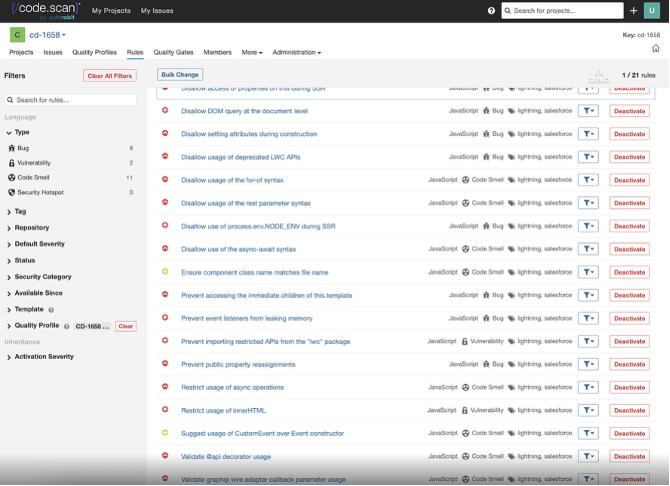 {/code.scan>
by autorabit
My Projects My Issues
Search for projects...
U
C code-1658
Key: cd-1658
Projects Issues Quality Profiles Rules Quality Gates Members More Administration
Filters Clear All Filters
Bulk Change
1 / 21 rules
Search for rules...
Language
Type
Bug 8
Vulnerability 2
Code Smell 11
Security Hotspot 0
Tag
Repository
Default Severity
Status
Security Category
Available Since
Template
Quality Profile CD-1658 ... Clear
Inheritance
Activation Severity
Disallow access of properties on this during SSR JavaScript Bug lightning, salesforce Deactivate
Disallow DOM query at the document level JavaScript Bug lightning, salesforce Deactivate
Disallow setting attributes during construction JavaScript Bug lightning, salesforce Deactivate
Disallow usage of deprecated LWC APIs JavaScript Bug lightning, salesforce Deactivate
Disallow usage of the for-of syntax JavaScript Code Smell lightning, salesforce Deactivate
Disallow usage of the rest parameter syntax JavaScript Code Smell lightning, salesforce Deactivate
Disallow use of process.env.NODE_ENV during SSR JavaScript Bug lightning, salesforce Deactivate
Disallow use of the async-await syntax JavaScript Code Smell lightning, salesforce Deactivate
Ensure component class name matches file name JavaScript Code Smell lightning, salesforce Deactivate
Prevent accessing the immediate children of this.template JavaScript Bug lightning, salesforce Deactivate
Prevent event listeners from leaking memory JavaScript Bug lightning, salesforce Deactivate
Prevent importing restricted APIs from the "lwc" package JavaScript Vulnerability lightning, salesforce Deactivate
Prevent public property reassignments JavaScript Bug lightning, salesforce Deactivate
Restrict usage of async operations JavaScript Code Smell lightning, salesforce Deactivate
Restrict usage of innerHTML JavaScript Vulnerability lightning, salesforce Deactivate
Suggest usage of CustomEvent over Event constructor JavaScript Code Smell lightning, salesforce Deactivate
Validate @api decorator usage JavaScript Code Smell lightning, salesforce Deactivate
Validate graphql wire adapter callback parameter usage JavaScript Code Smell lightning, salesforce Deactivate